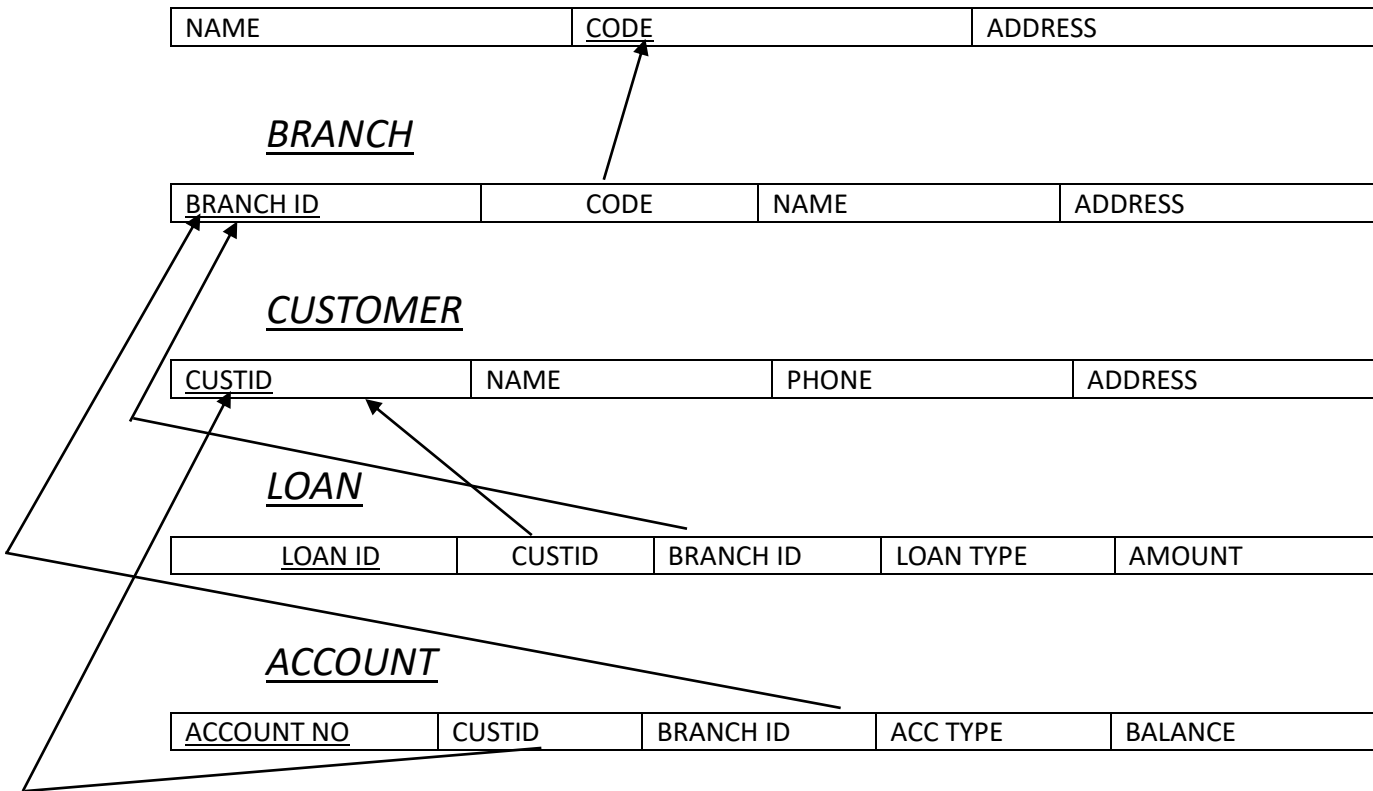 NAME CODE ADDRESS
BRANCH
BRANCH ID CODE NAME ADDRESS
CUSTOMER
CUSTID NAME PHONE ADDRESS
LOAN
LOAN ID CUSTID BRANCH ID LOAN TYPE AMOUNT
ACCOUNT
ACCOUNT NO CUSTID BRANCH ID ACC TYPE BALANCE